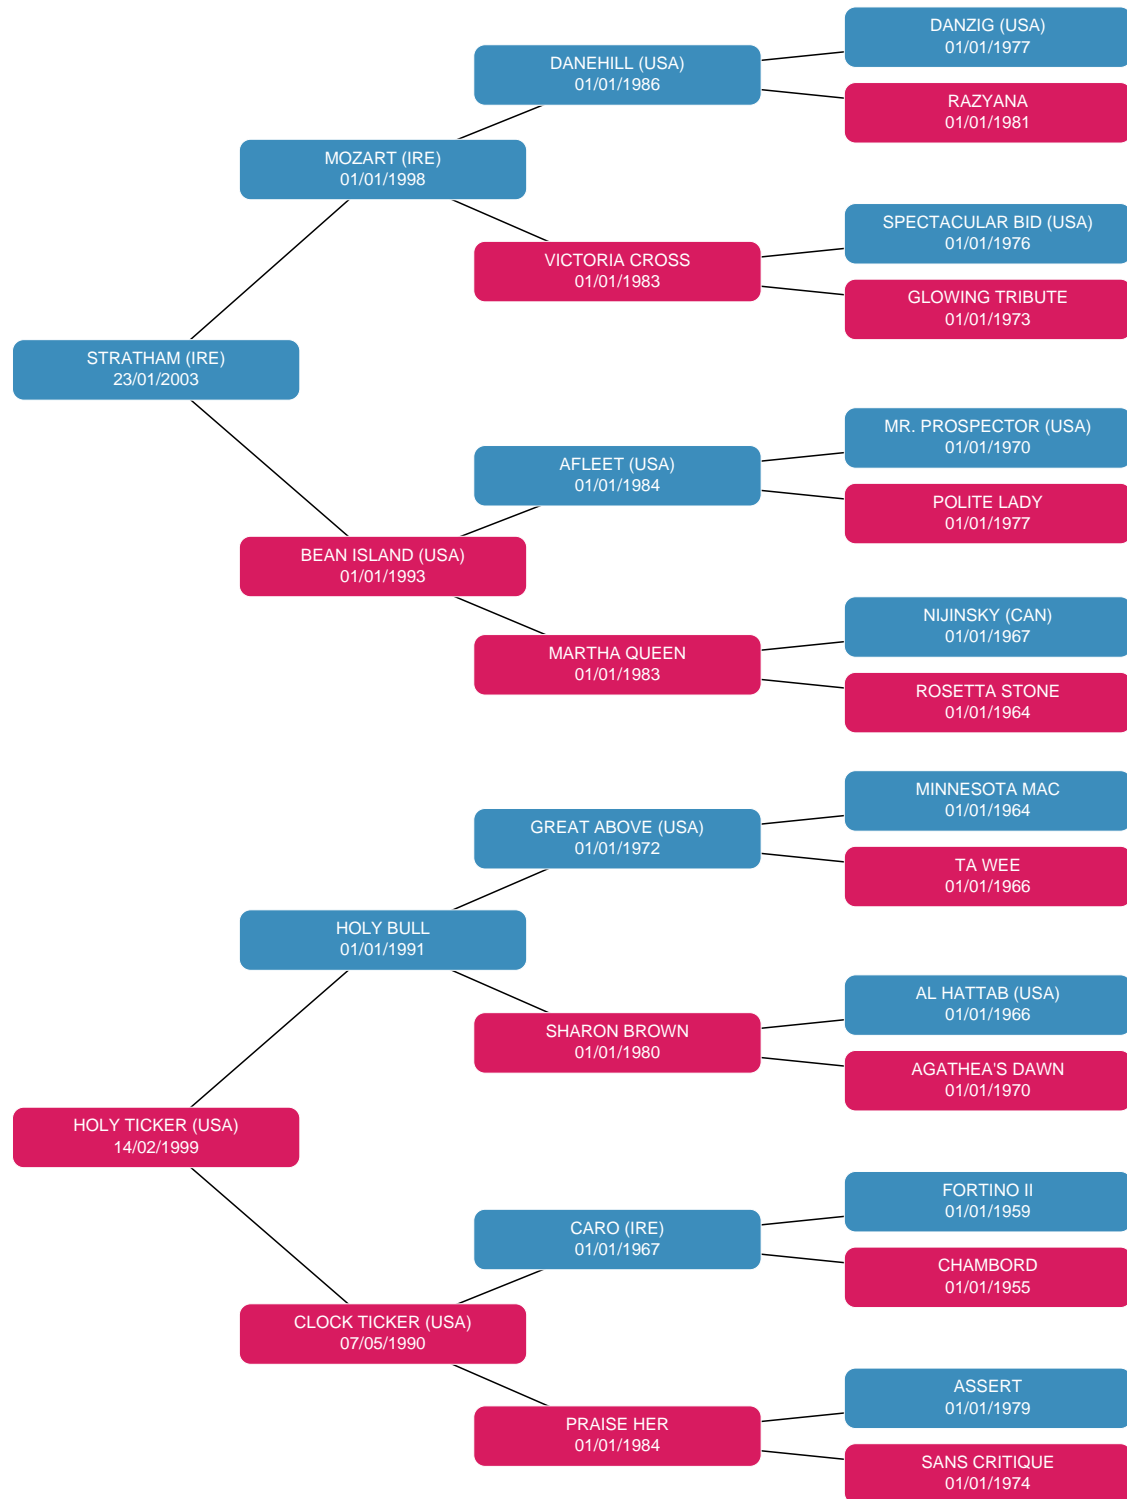 DANZIG (USA)
01/01/1977
DANEHILL (USA)
01/01/1986
RAZYANA
01/01/1981
MOZART (IRE)
01/01/1998
SPECTACULAR BID (USA)
01/01/1976
VICTORIA CROSS
01/01/1983
GLOWING TRIBUTE
01/01/1973
STRATHAM (IRE)
23/01/2003
MR. PROSPECTOR (USA)
01/01/1970
AFLEET (USA)
01/01/1984
POLITE LADY
01/01/1977
BEAN ISLAND (USA)
01/01/1993
NIJINSKY (CAN)
01/01/1967
MARTHA QUEEN
01/01/1983
ROSETTA STONE
01/01/1964
MINNESOTA MAC
01/01/1964
GREAT ABOVE (USA)
01/01/1972
TA WEE
01/01/1966
HOLY BULL
01/01/1991
AL HATTAB (USA)
01/01/1966
SHARON BROWN
01/01/1980
AGATHEA'S DAWN
01/01/1970
HOLY TICKER (USA)
14/02/1999
FORTINO II
01/01/1959
CARO (IRE)
01/01/1967
CHAMBORD
01/01/1955
CLOCK TICKER (USA)
07/05/1990
ASSERT
01/01/1979
PRAISE HER
01/01/1984
SANS CRITIQUE
01/01/1974